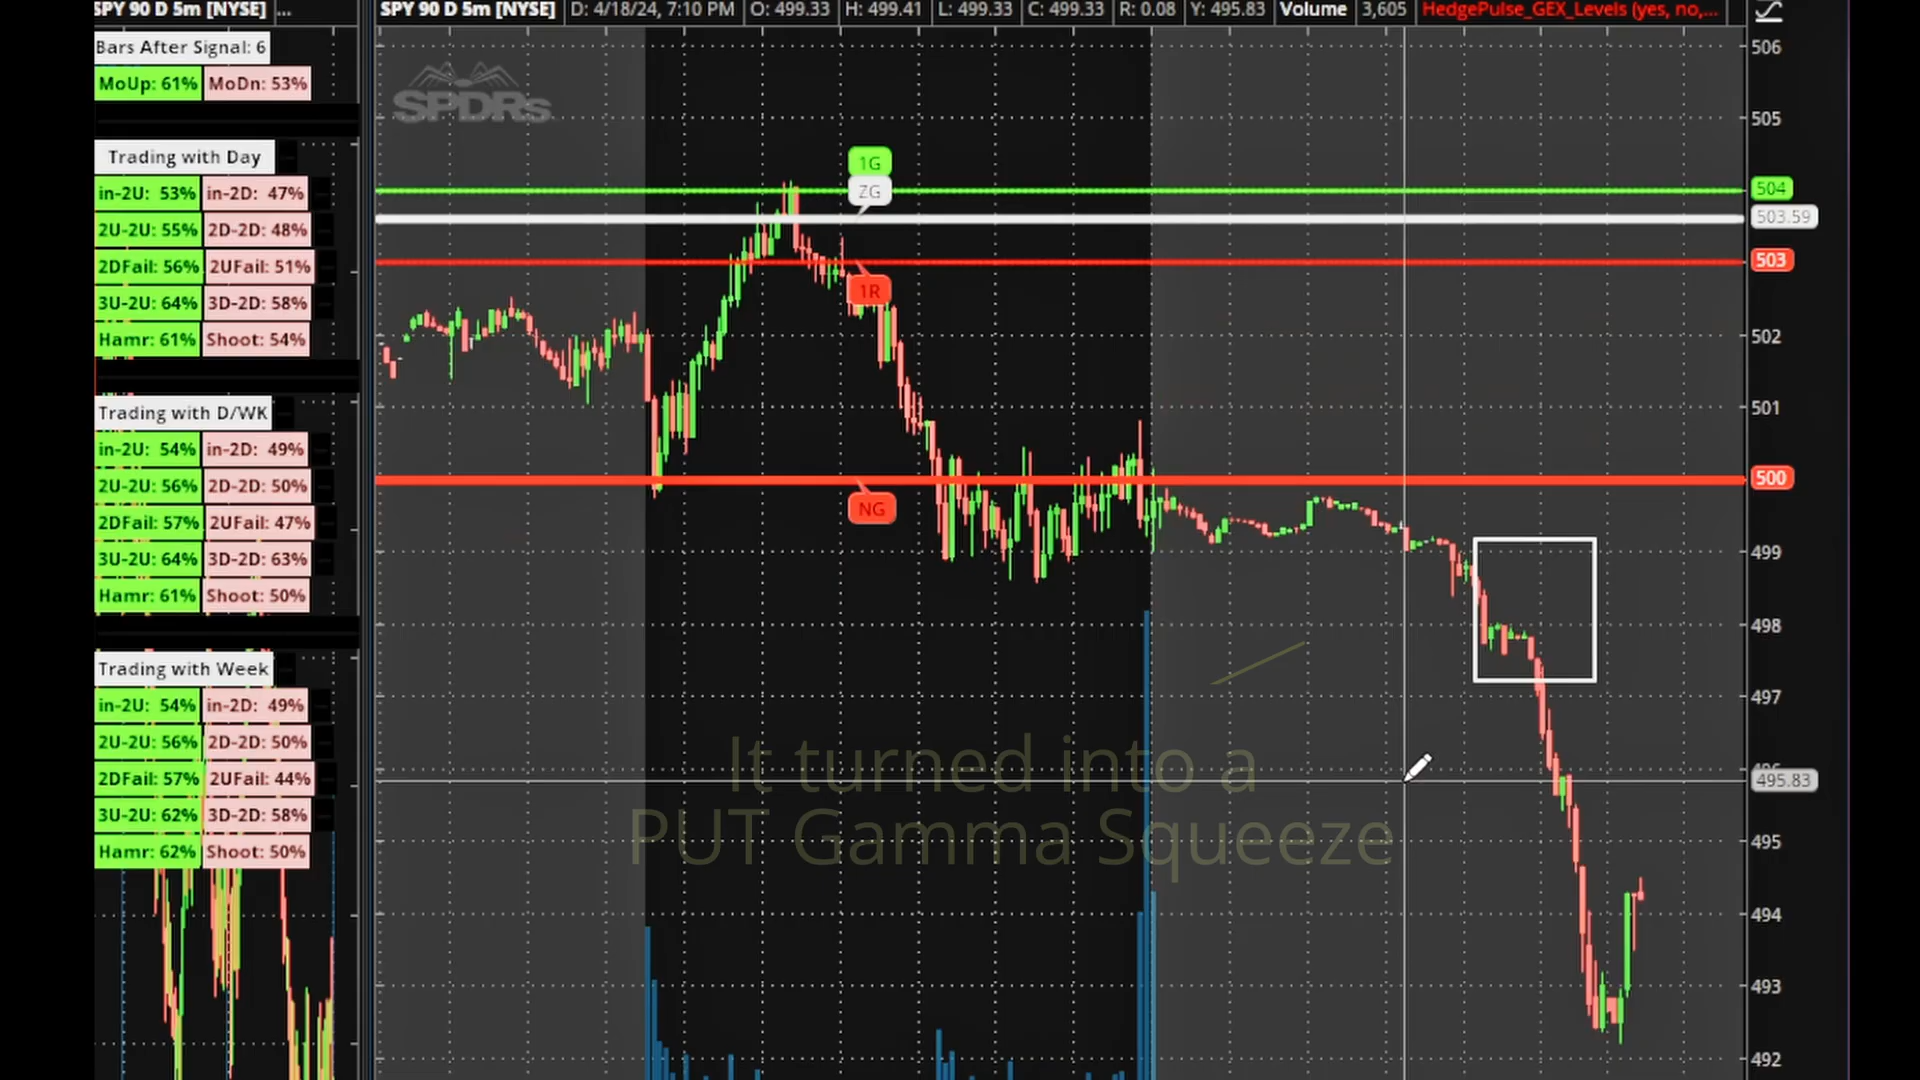 SPY 90 D 5m [NYSE] ...
Bars After Signal: 6
MoUp: 61% MoDn: 53%
Trading with Day
in-2U: 53% in-2D: 47%
2U-2U: 55% 2D-2D: 48%
2DFail: 56% 2UFail: 51%
3U-2U: 64% 3D-2D: 58%
Hamr: 61% Shoot: 54%
Trading with D/WK
in-2U: 54% in-2D: 49%
2U-2U: 56% 2D-2D: 50%
2DFail: 57% 2UFail: 47%
3U-2U: 64% 3D-2D: 63%
Hamr: 61% Shoot: 50%
Trading with Week
in-2U: 54% in-2D: 49%
2U-2U: 56% 2D-2D: 50%
2DFail: 57% 2UFail: 44%
3U-2U: 62% 3D-2D: 58%
Hamr: 62% Shoot: 50%
SPY 90 D 5m [NYSE] D: 4/18/24, 7:10 PM O: 499.33 H: 499.41 L: 499.33 C: 499.33 R: 0.08 Y: 495.83 Volume 3,605 HedgePulse_GEX_Levels (yes, no,...
SPDRs
1G
ZG
1R
NG
It turned into a
PUT Gamma Squeeze
506
505
504
503.59
503
502
501
500
499
498
497
496
495.83
495
494
493
492